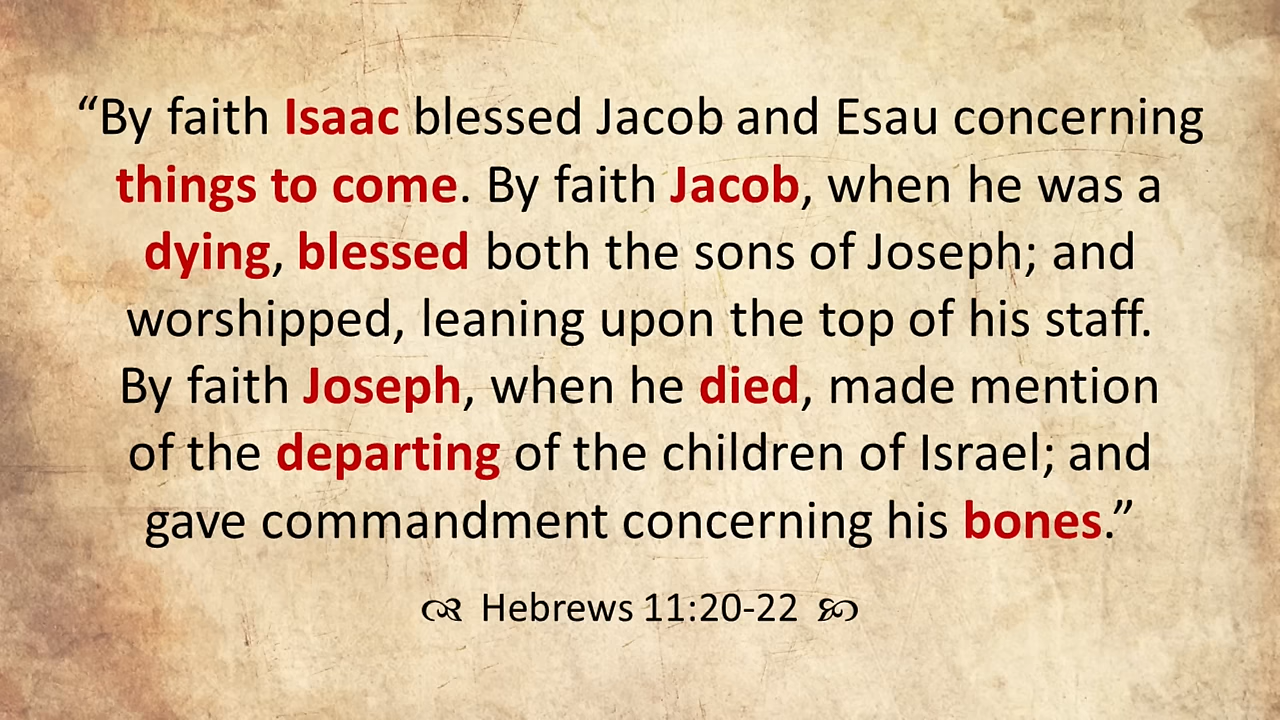 “By faith Isaac blessed Jacob and Esau concerning
things to come. By faith Jacob, when he was a
dying, blessed both the sons of Joseph; and
worshipped, leaning upon the top of his staff.
By faith Joseph, when he died, made mention
of the departing of the children of Israel; and
gave commandment concerning his bones.”
Hebrews 11:20-22